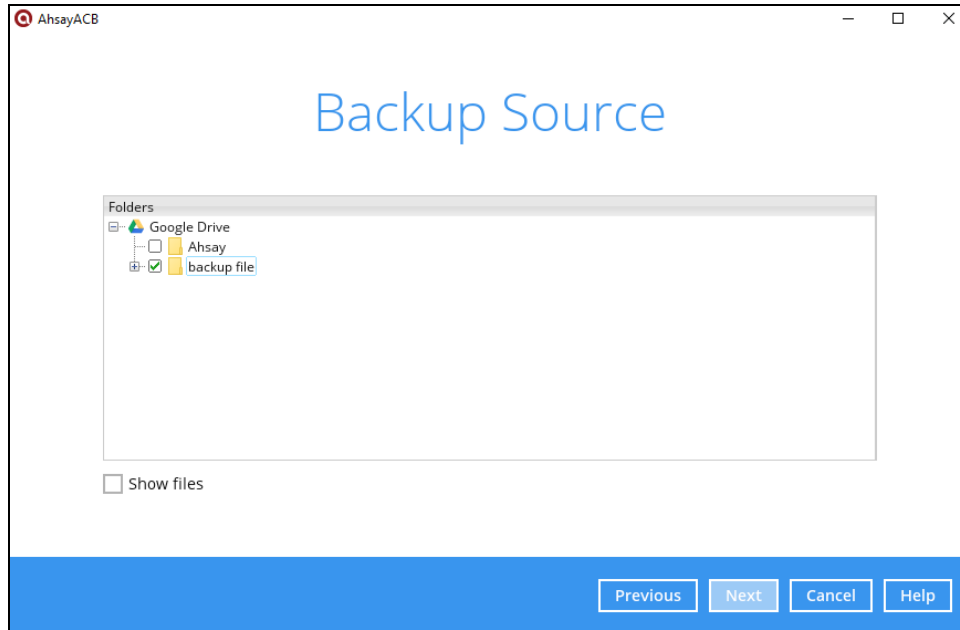 AhsayACB
Backup Source
Folders
Google Drive
Ahsay
backup file
Show files
Previous Next Cancel Help